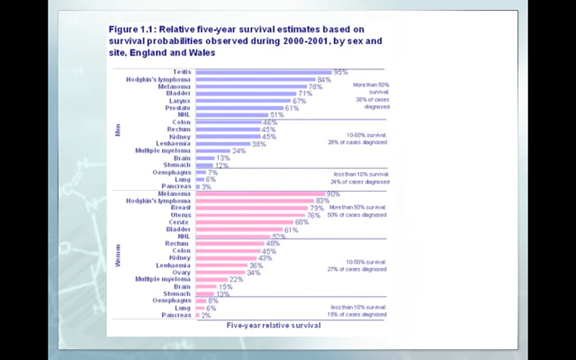 Figure 1.1: Relative five-year survival estimates based on
survival probabilities observed during 2000-2001, by sex and
site, England and Wales
Men
Testis 95%
Hodgkin's lymphoma 84%
Melanoma 78%
Bladder 71%
Larynx 67%
Prostate 61%
NHL 51%
More than 50%
survival
of cases
diagnosed
Colon 46%
Rectum 45%
Kidney 45%
Leukaemia 38%
Multiple myeloma 24%
Brain 13%
Stomach 12%
10-50% survival
of cases diagnosed
Oesophagus 7%
Lung 6%
Pancreas 3%
less than 10% survival
24% of cases diagnosed
Women
Melanoma 90%
Hodgkin's lymphoma 83%
Breast 79%
Uterus 76%
Cervix 68%
Bladder 61%
NHL 52%
More than 50% survival
50% of cases diagnosed
Rectum 48%
Colon 45%
Kidney 43%
Leukaemia 36%
Ovary 34%
Multiple myeloma 22%
Brain 15%
Stomach 13%
10-50% survival
27% of cases diagnosed
Oesophagus 8%
Lung 6%
Pancreas 2%
less than 10% survival
of cases diagnosed
Five-year relative survival